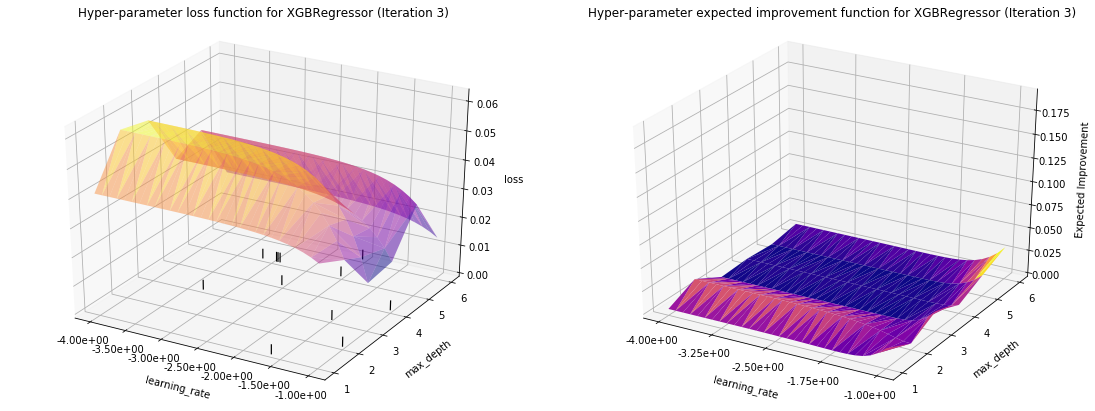 Hyper-parameter loss function for XGBRegressor (Iteration 3)
0.06
0.05
0.04
0.03
0.02
0.01
0.00
loss
-4.00e+00
-3.50e+00
-3.00e+00
-2.50e+00
-2.00e+00
-1.50e+00
-1.00e+00
learning_rate
1
2
3
4
5
6
max_depth
Hyper-parameter expected improvement function for XGBRegressor (Iteration 3)
0.175
0.150
0.125
0.100
0.075
0.050
0.025
0.000
Expected Improvement
-4.00e+00
-3.25e+00
-2.50e+00
-1.75e+00
-1.00e+00
learning_rate
1
2
3
4
5
6
max_depth